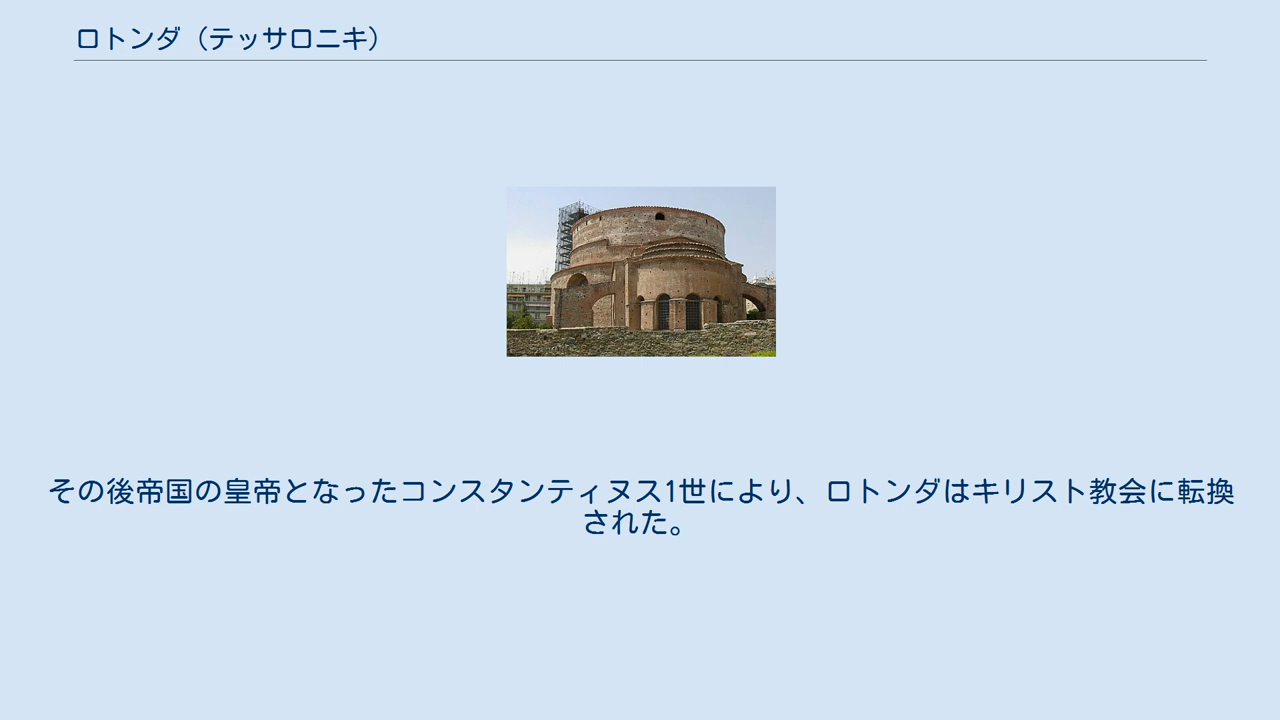 ロトンダ（テッサロニキ）
その後帝国の皇帝となったコンスタンティヌス1世により、ロトンダはキリスト教会に転換
された。